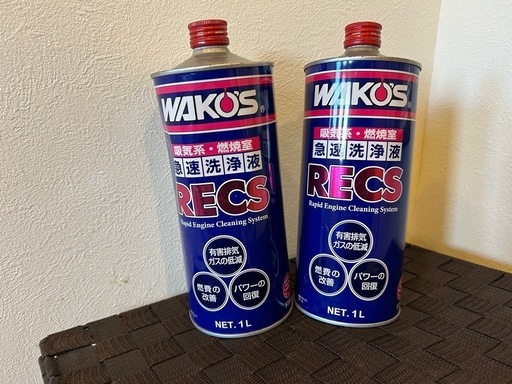 WAKO'S
吸気系・燃焼室
急速洗浄液
RECS
Rapid Engine Cleaning System
有害排気
ガスの低減
燃費の
改善
パワーの
回復
NET. 1L
WAKO'S
吸気系・燃焼室
急速洗浄液
RECS
Rapid Engine Cleaning System
有害排気
ガスの低減
燃費の
改善
パワーの
回復
NET. 1L